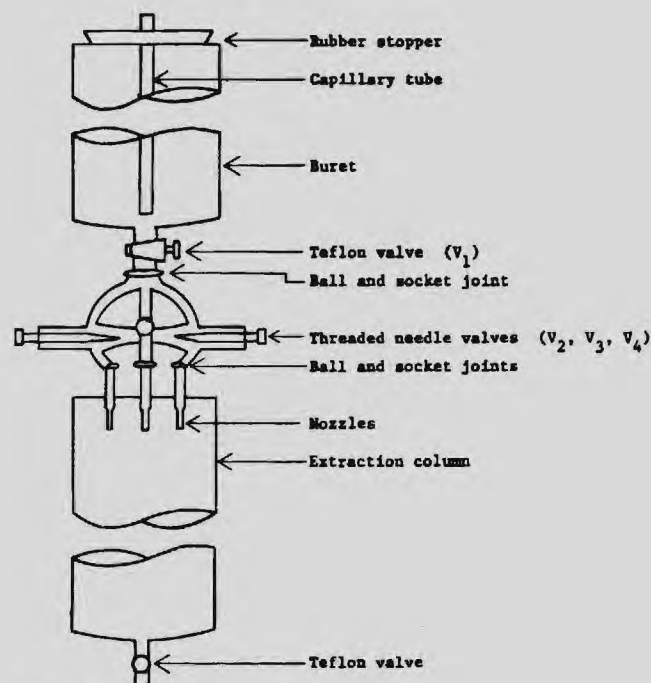 Rubber stopper
Capillary tube
Buret
Teflon valve (V₁)
Ball and socket joint
Threaded needle valves (V₂, V₃, V₄)
Ball and socket joints
Nozzles
Extraction column
Teflon valve